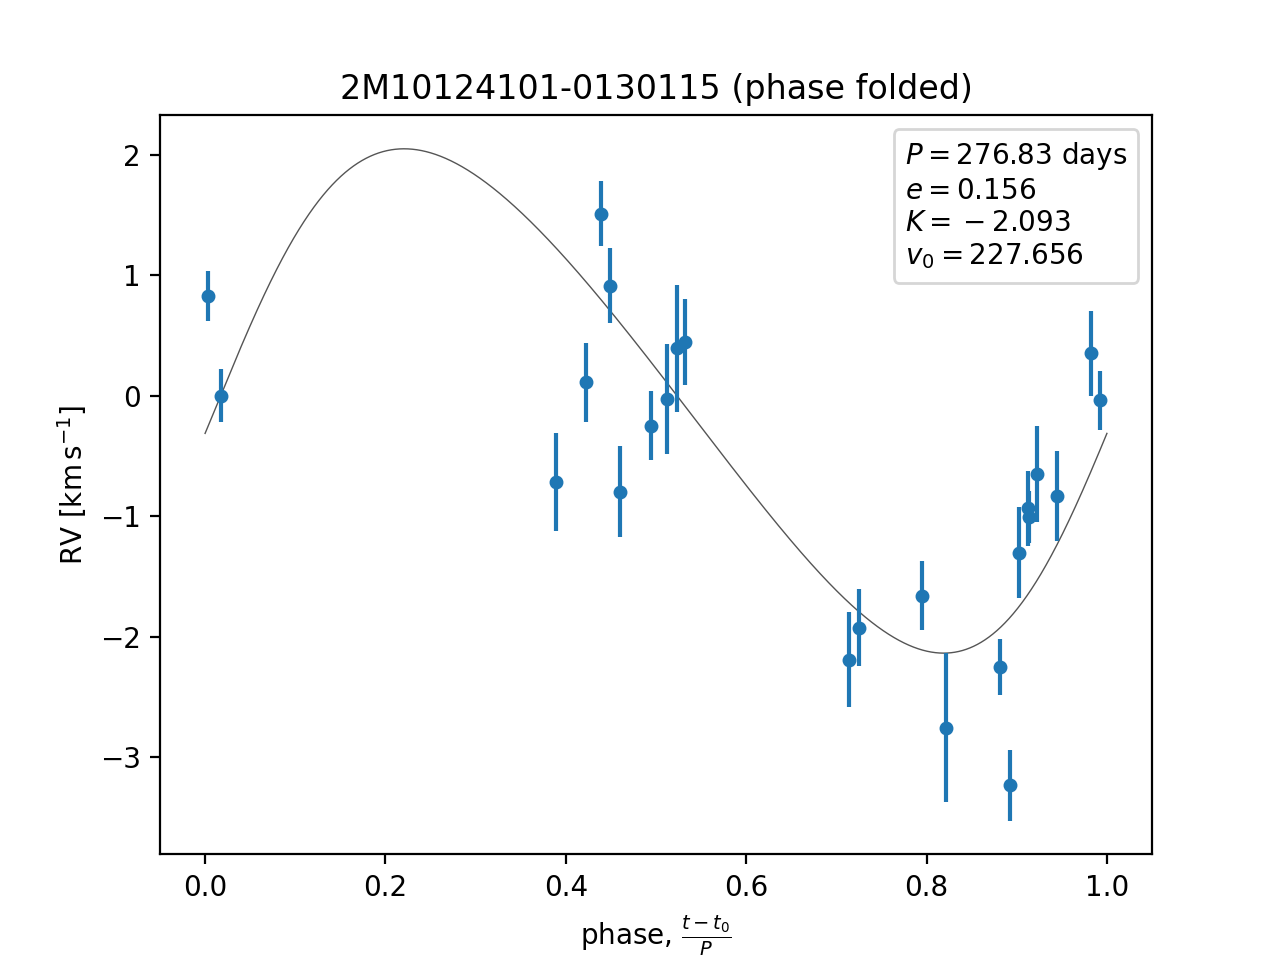 2M10124101-0130115 (phase folded)
P = 276.83 days
e = 0.156
K = −2.093
v₀ = 227.656
2
1
0
−1
−2
−3
RV [km s⁻¹]
0.0 0.2 0.4 0.6 0.8 1.0
phase, (t − t₀)/P